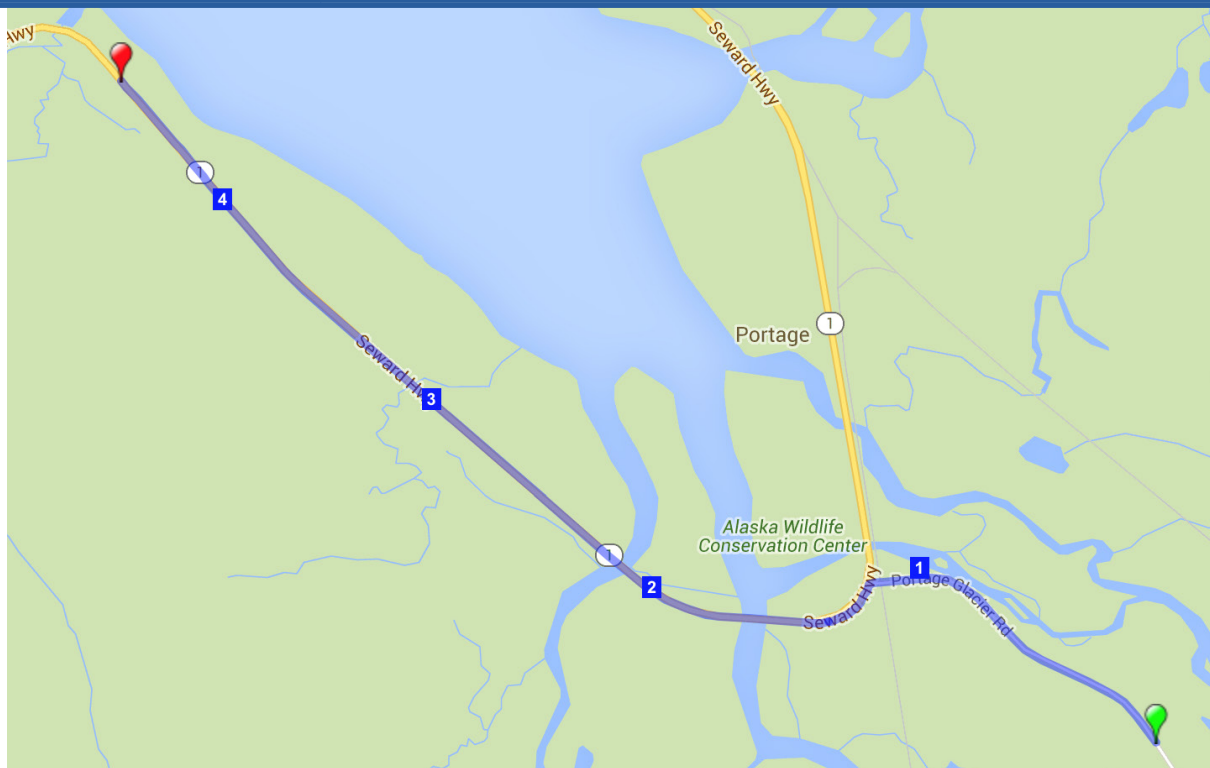 Hwy
Seward Hwy
1
4
Portage
1
Seward Hwy
3
Alaska Wildlife
Conservation Center
1
2
1
Portage Glacier Rd
Seward Hwy